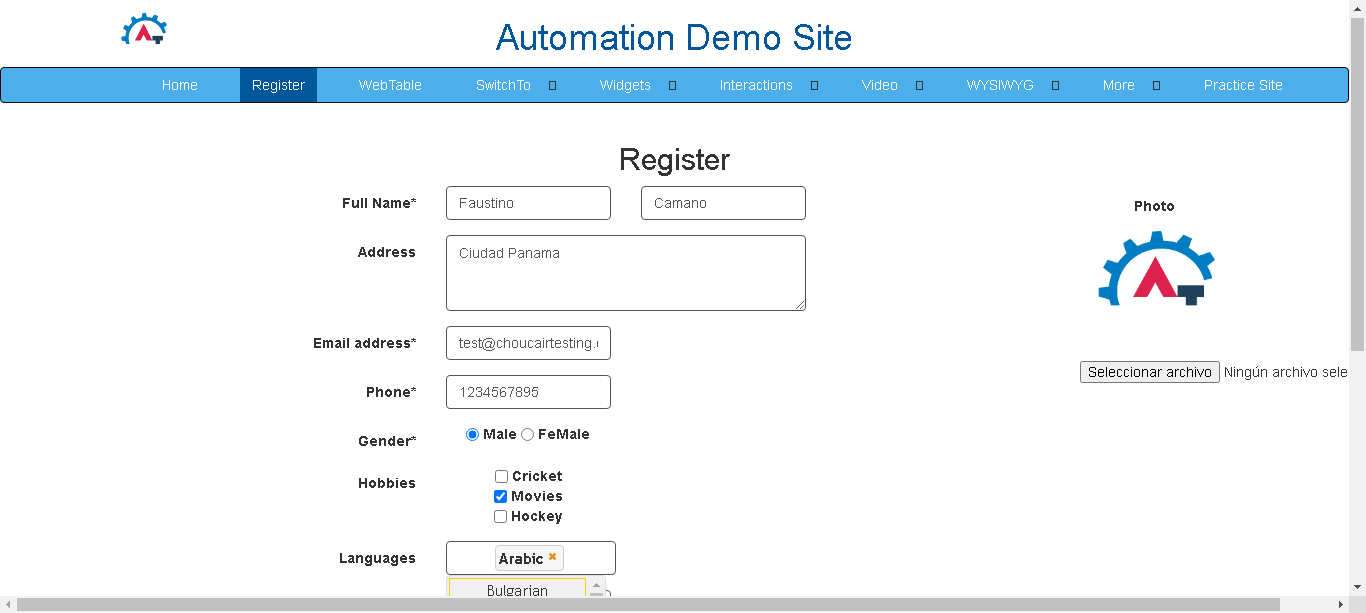 Automation Demo Site
Home Register WebTable SwitchTo Widgets Interactions Video WYSIWYG More Practice Site
Register
Full Name* Faustino Camano
Photo
Address Ciudad Panama
Email address* test@choucairtesting.
Phone* 1234567895
Seleccionar archivo Ningún archivo sele
Gender* Male FeMale
Hobbies Cricket
Movies
Hockey
Languages Arabic
Bulgarian